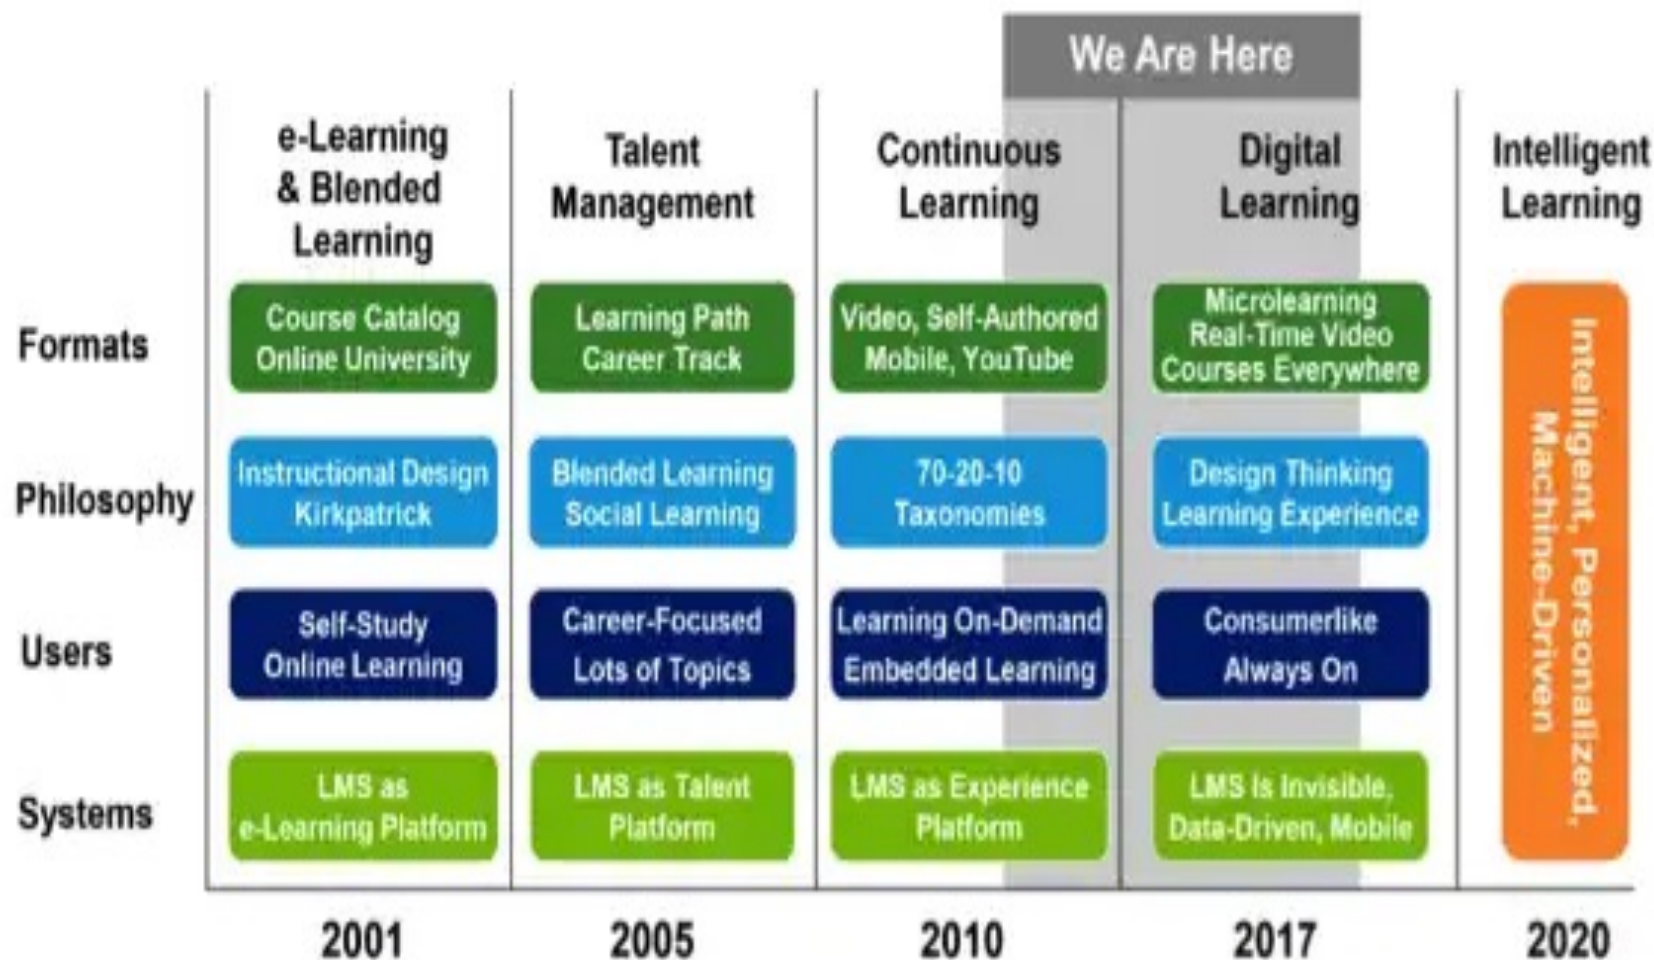 We Are Here
e-Learning
& Blended
Learning
Talent
Management
Continuous
Learning
Digital
Learning
Intelligent
Learning
Formats
Course Catalog
Online University
Learning Path
Career Track
Video, Self-Authored
Mobile, YouTube
Microlearning
Real-Time Video
Courses Everywhere
Philosophy
Instructional Design
Kirkpatrick
Blended Learning
Social Learning
70-20-10
Taxonomies
Design Thinking
Learning Experience
Users
Self-Study
Online Learning
Career-Focused
Lots of Topics
Learning On-Demand
Embedded Learning
Consumerlike
Always On
Systems
LMS as
e-Learning Platform
LMS as Talent
Platform
LMS as Experience
Platform
LMS Is Invisible,
Data-Driven, Mobile
Intelligent, Personalized,
Machine-Driven
2001
2005
2010
2017
2020